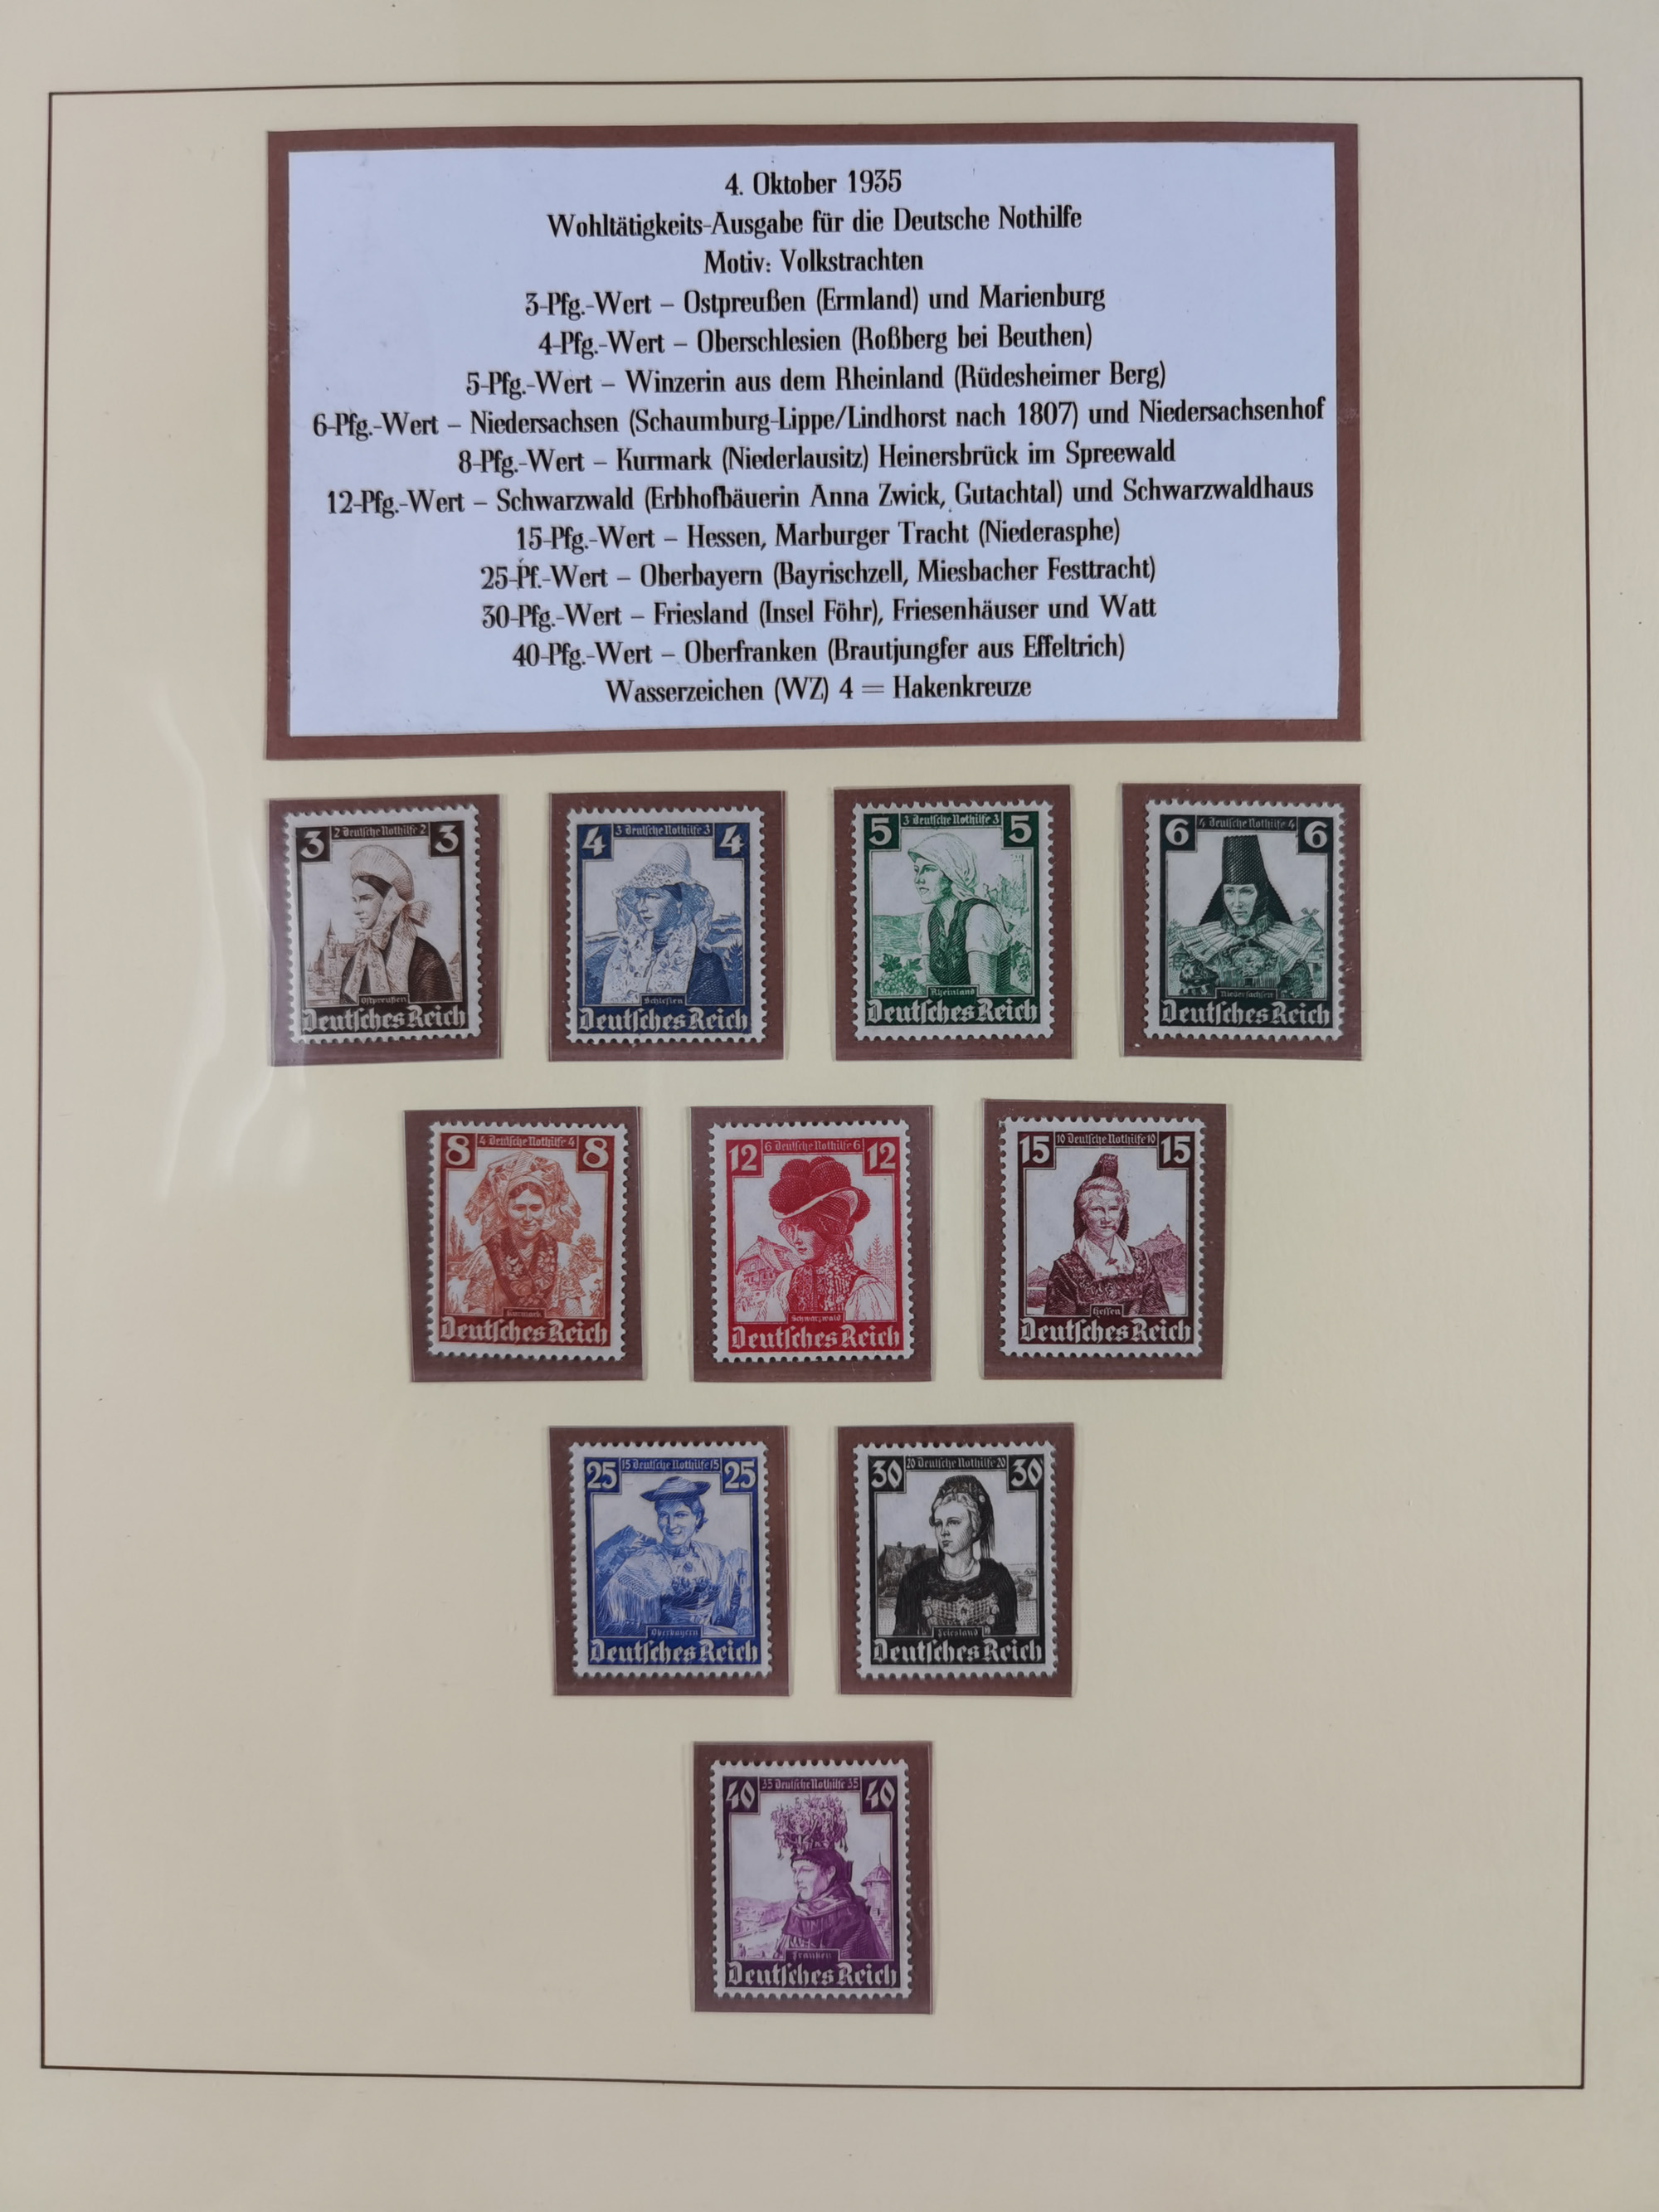 4. Oktober 1935
Wohltätigkeits-Ausgabe für die Deutsche Nothilfe
Motiv: Volkstrachten
3-Pfg.-Wert – Ostpreußen (Ermland) und Marienburg
4-Pfg.-Wert – Oberschlesien (Roßberg bei Beuthen)
5-Pfg.-Wert – Winzerin aus dem Rheinland (Rüdesheimer Berg)
6-Pfg.-Wert – Niedersachsen (Schaumburg-Lippe/Lindhorst nach 1807) und Niedersachsenhof
8-Pfg.-Wert – Kurmark (Niederlausitz) Heinersbrück im Spreewald
12-Pfg.-Wert – Schwarzwald (Erbhofbäuerin Anna Zwick, Gutachtal) und Schwarzwaldhaus
15-Pfg.-Wert – Hessen, Marburger Tracht (Niederasphe)
25-Pf.-Wert – Oberbayern (Bayrischzell, Miesbacher Festtracht)
30-Pfg.-Wert – Friesland (Insel Föhr), Friesenhäuser und Watt
40-Pfg.-Wert – Oberfranken (Brautjungfer aus Effeltrich)
Wasserzeichen (WZ) 4 = Hakenkreuze
3 2 Deutsche Nothilfe 2 3
Ostpreußen
Deutsches Reich
4 3 Deutsche Nothilfe 3 4
Schlesien
Deutsches Reich
5 3 Deutsche Nothilfe 3 5
Rheinland
Deutsches Reich
6 4 Deutsche Nothilfe 4 6
Niedersachsen
Deutsches Reich
8 4 Deutsche Nothilfe 4 8
Kurmark
Deutsches Reich
12 6 Deutsche Nothilfe 6 12
Schwarzwald
Deutsches Reich
15 10 Deutsche Nothilfe 10 15
Hessen
Deutsches Reich
25 15 Deutsche Nothilfe 15 25
Oberbayern
Deutsches Reich
30 20 Deutsche Nothilfe 20 30
Friesland
Deutsches Reich
40 35 Deutsche Nothilfe 35 40
Franken
Deutsches Reich